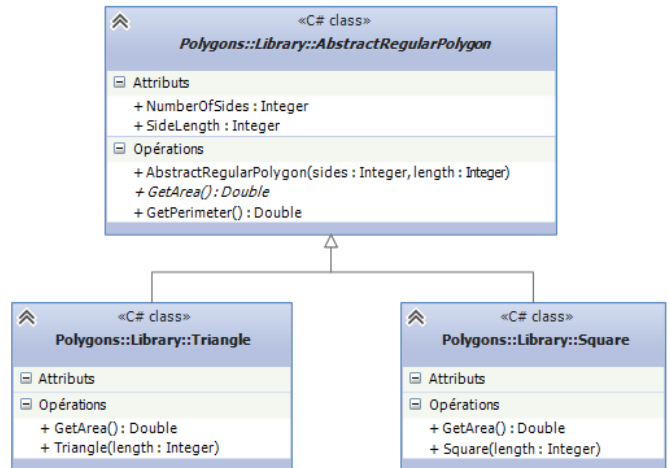 «C# class»
Polygons::Library::AbstractRegularPolygon
Attributs
+ NumberOfSides : Integer
+ SideLength : Integer
Opérations
+ AbstractRegularPolygon(sides : Integer, length : Integer)
+ GetArea() : Double
+ GetPerimeter() : Double
«C# class»
Polygons::Library::Triangle
Attributs
Opérations
+ GetArea() : Double
+ Triangle(length : Integer)
«C# class»
Polygons::Library::Square
Attributs
Opérations
+ GetArea() : Double
+ Square(length : Integer)